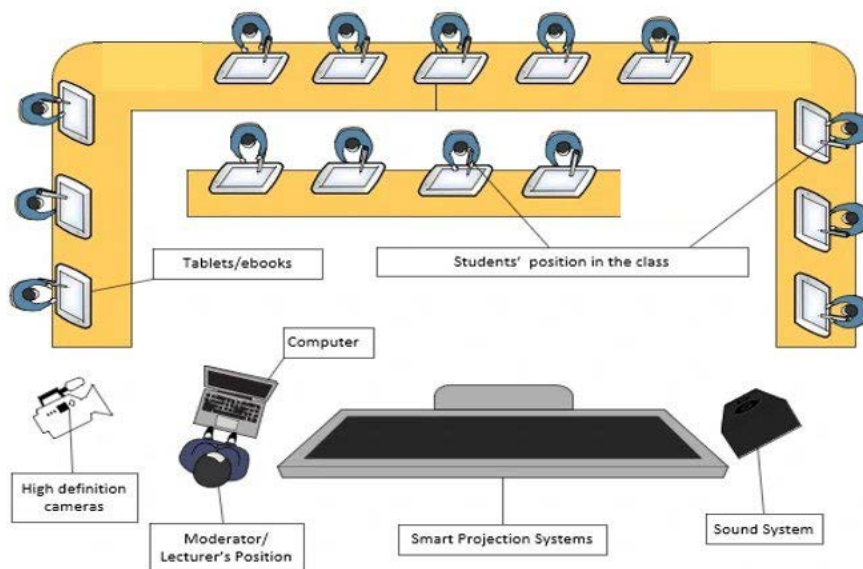 Tablets/ebooks
Students' position in the class
Computer
High definition
cameras
Moderator/
Lecturer's Position
Smart Projection Systems
Sound System